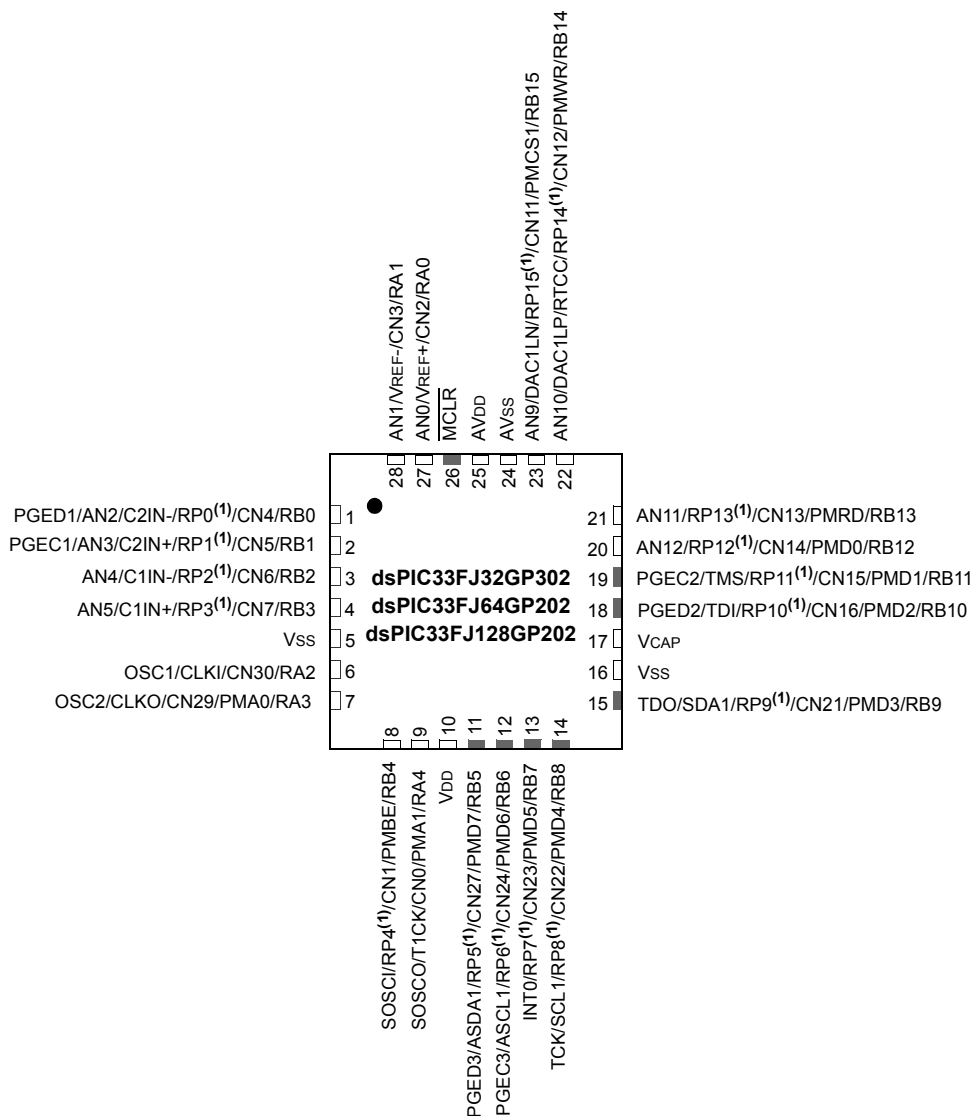 AN1/VREF-/CN3/RA1
AN0/VREF+/CN2/RA0
MCLR
AVDD
AVSS
AN9/DAC1LN/RP15(1)/CN11/PMCS1/RB15
AN10/DAC1LP/RTCC/RP14(1)/CN12/PMWR/RB14
28
27
26
25
24
23
22
PGED1/AN2/C2IN-/RP0(1)/CN4/RB0
1
PGEC1/AN3/C2IN+/RP1(1)/CN5/RB1
2
AN4/C1IN-/RP2(1)/CN6/RB2
3
AN5/C1IN+/RP3(1)/CN7/RB3
4
VSS
5
OSC1/CLKI/CN30/RA2
6
OSC2/CLKO/CN29/PMA0/RA3
7
dsPIC33FJ32GP302
dsPIC33FJ64GP202
dsPIC33FJ128GP202
21
AN11/RP13(1)/CN13/PMRD/RB13
20
AN12/RP12(1)/CN14/PMD0/RB12
19
PGEC2/TMS/RP11(1)/CN15/PMD1/RB11
18
PGED2/TDI/RP10(1)/CN16/PMD2/RB10
17
VCAP
16
VSS
15
TDO/SDA1/RP9(1)/CN21/PMD3/RB9
8
9
10
11
12
13
14
SOSCI/RP4(1)/CN1/PMBE/RB4
SOSCO/T1CK/CN0/PMA1/RA4
VDD
PGED3/ASDA1/RP5(1)/CN27/PMD7/RB5
PGEC3/ASCL1/RP6(1)/CN24/PMD6/RB6
INT0/RP7(1)/CN23/PMD5/RB7
TCK/SCL1/RP8(1)/CN22/PMD4/RB8